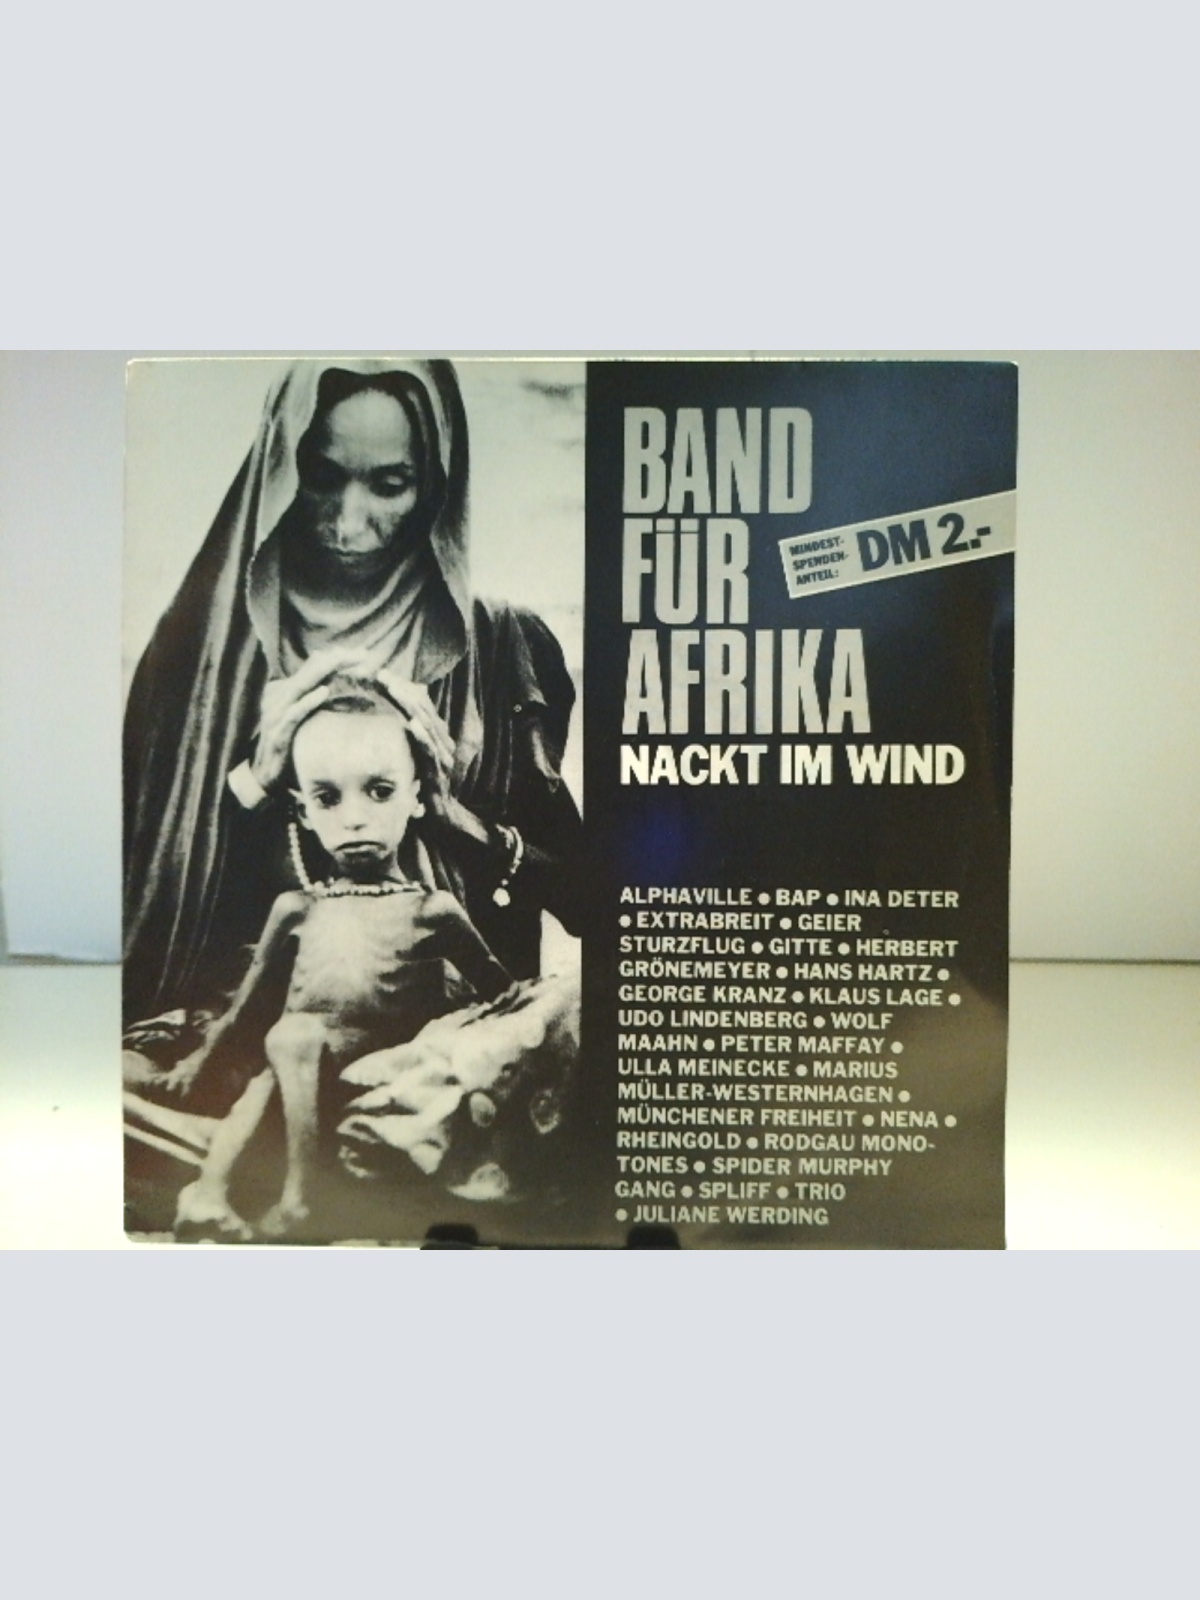 BAND
FÜR
AFRIKA
NACKT IM WIND
MINDEST-
SPENDEN-
ANTEIL:
DM 2.-
ALPHAVILLE ● BAP ● INA DETER
● EXTRABREIT ● GEIER
STURZFLUG ● GITTE ● HERBERT
GRÖNEMEYER ● HANS HARTZ ●
GEORGE KRANZ ● KLAUS LAGE ●
UDO LINDENBERG ● WOLF
MAAHN ● PETER MAFFAY ●
ULLA MEINECKE ● MARIUS
MÜLLER-WESTERNHAGEN ●
MÜNCHENER FREIHEIT ● NENA ●
RHEINGOLD ● RODGAU MONO-
TONES ● SPIDER MURPHY
GANG ● SPLIFF ● TRIO
● JULIANE WERDING